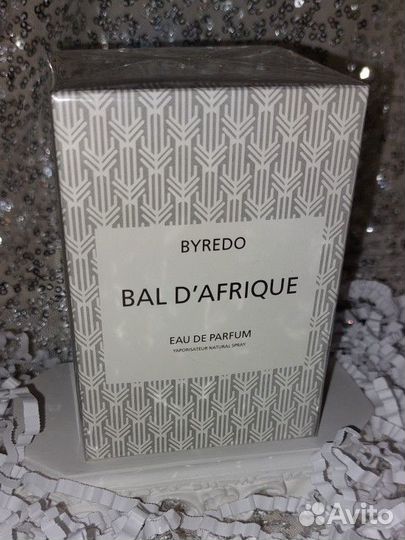 BYREDO
BAL D'AFRIQUE
EAU DE PARFUM
VAPORISATEUR NATURAL SPRAY
Avito